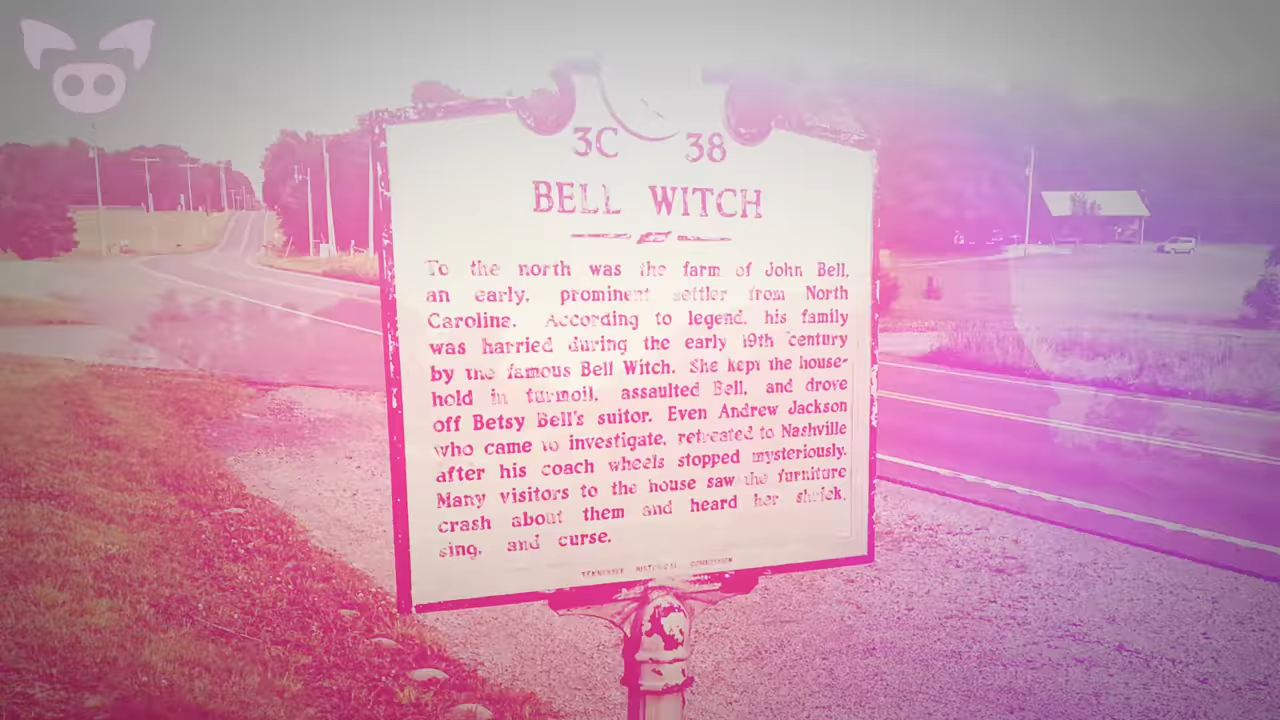 3C 38
BELL WITCH
To the north was the farm of John Bell,
an early, prominent settler from North
Carolina. According to legend, his family
was harried during the early 19th century
by the famous Bell Witch. She kept the house-
hold in turmoil, assaulted Bell, and drove
off Betsy Bell's suitor. Even Andrew Jackson
who came to investigate, retreated to Nashville
after his coach wheels stopped mysteriously.
Many visitors to the house saw the furniture
crash about them and heard her shriek,
sing, and curse.
TENNESSEE HISTORICAL COMMISSION